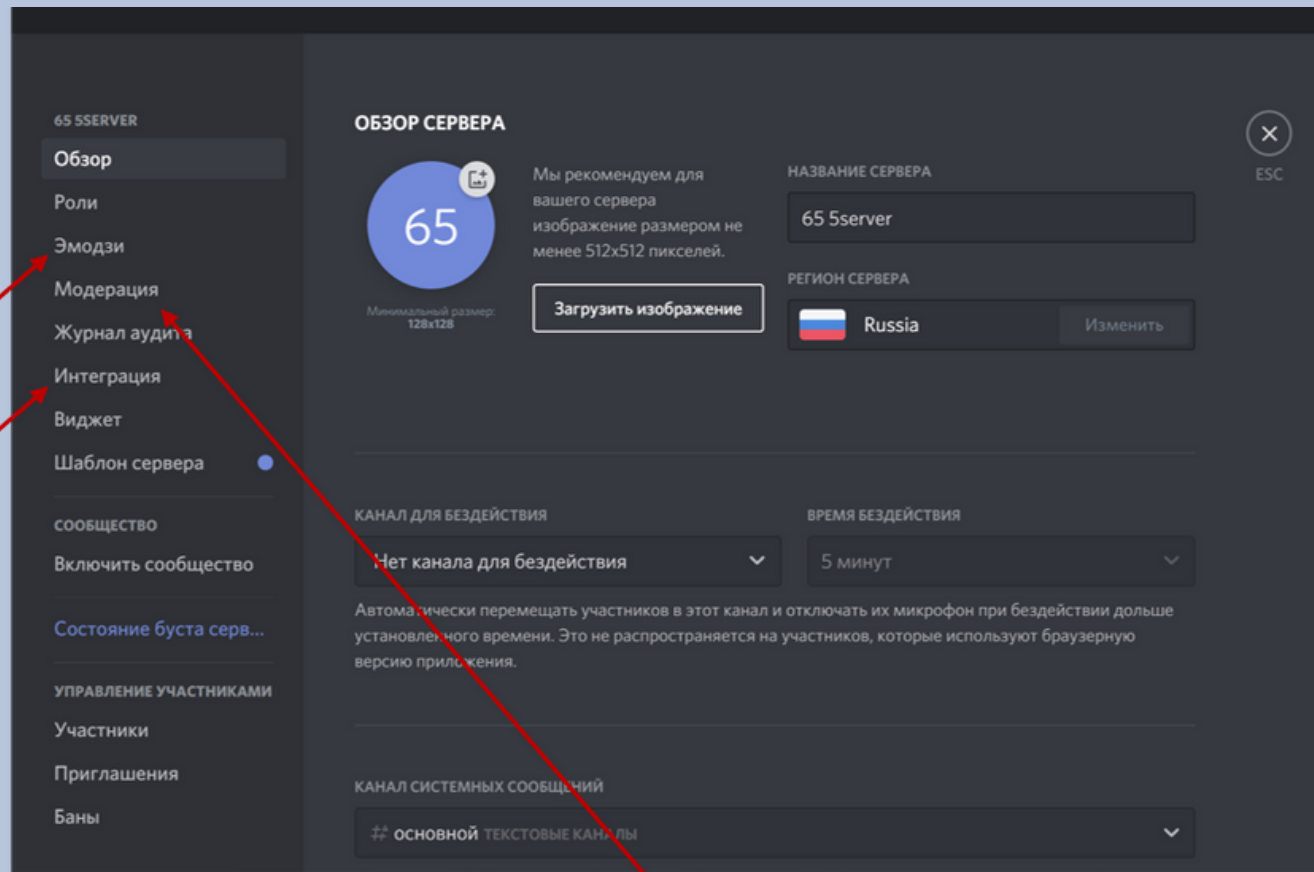 65 5SERVER
Обзор
Роли
Эмодзи
Модерация
Журнал аудита
Интеграция
Виджет
Шаблон сервера
СООБЩЕСТВО
Включить сообщество
Состояние буста серв...
УПРАВЛЕНИЕ УЧАСТНИКАМИ
Участники
Приглашения
Баны
ОБЗОР СЕРВЕРА
65
Минимальный размер:
128x128
Мы рекомендуем для
вашего сервера
изображение размером не
менее 512x512 пикселей.
Загрузить изображение
НАЗВАНИЕ СЕРВЕРА
65 5server
РЕГИОН СЕРВЕРА
Russia
Изменить
ESC
КАНАЛ ДЛЯ БЕЗДЕЙСТВИЯ
Нет канала для бездействия
ВРЕМЯ БЕЗДЕЙСТВИЯ
5 минут
Автоматически перемещать участников в этот канал и отключать их микрофон при бездействии дольше
установленного времени. Это не распространяется на участников, которые используют браузерную
версию приложения.
КАНАЛ СИСТЕМНЫХ СООБЩЕНИЙ
# основной ТЕКСТОВЫЕ КАНАЛЫ